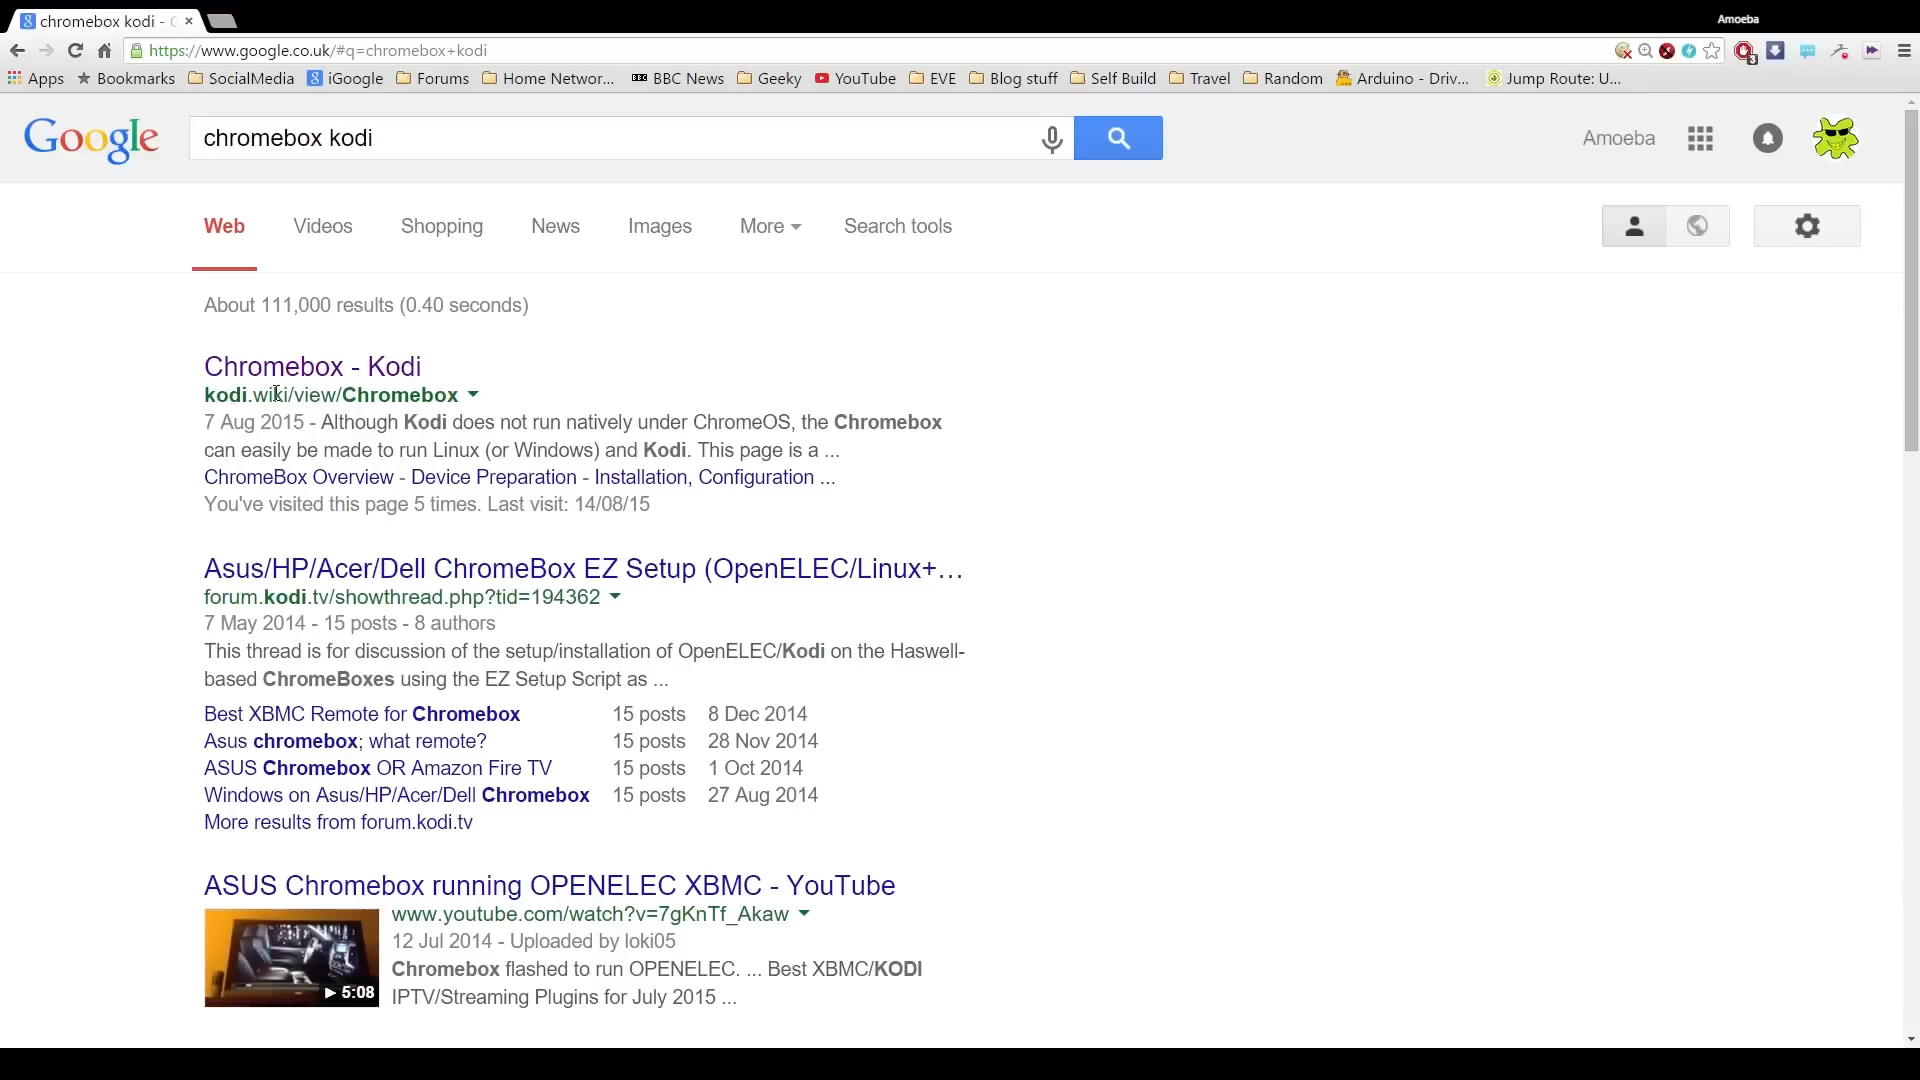 chromebox kodi - G
Amoeba
https://www.google.co.uk/#q=chromebox+kodi
3
Apps Bookmarks SocialMedia iGoogle Forums Home Networ... BBC News Geeky YouTube EVE Blog stuff Self Build Travel Random Arduino - Driv... Jump Route: U...
Google chromebox kodi Amoeba
Web Videos Shopping News Images More Search tools
About 111,000 results (0.40 seconds)
Chromebox - Kodi
kodi.wiki/view/Chromebox
7 Aug 2015 - Although Kodi does not run natively under ChromeOS, the Chromebox
can easily be made to run Linux (or Windows) and Kodi. This page is a ...
ChromeBox Overview - Device Preparation - Installation, Configuration ...
You've visited this page 5 times. Last visit: 14/08/15
Asus/HP/Acer/Dell ChromeBox EZ Setup (OpenELEC/Linux+...
forum.kodi.tv/showthread.php?tid=194362
7 May 2014 - 15 posts - 8 authors
This thread is for discussion of the setup/installation of OpenELEC/Kodi on the Haswell-
based ChromeBoxes using the EZ Setup Script as ...
Best XBMC Remote for Chromebox 15 posts 8 Dec 2014
Asus chromebox; what remote? 15 posts 28 Nov 2014
ASUS Chromebox OR Amazon Fire TV 15 posts 1 Oct 2014
Windows on Asus/HP/Acer/Dell Chromebox 15 posts 27 Aug 2014
More results from forum.kodi.tv
ASUS Chromebox running OPENELEC XBMC - YouTube
www.youtube.com/watch?v=7gKnTf_Akaw
12 Jul 2014 - Uploaded by loki05
Chromebox flashed to run OPENELEC. ... Best XBMC/KODI
5:08
IPTV/Streaming Plugins for July 2015 ...